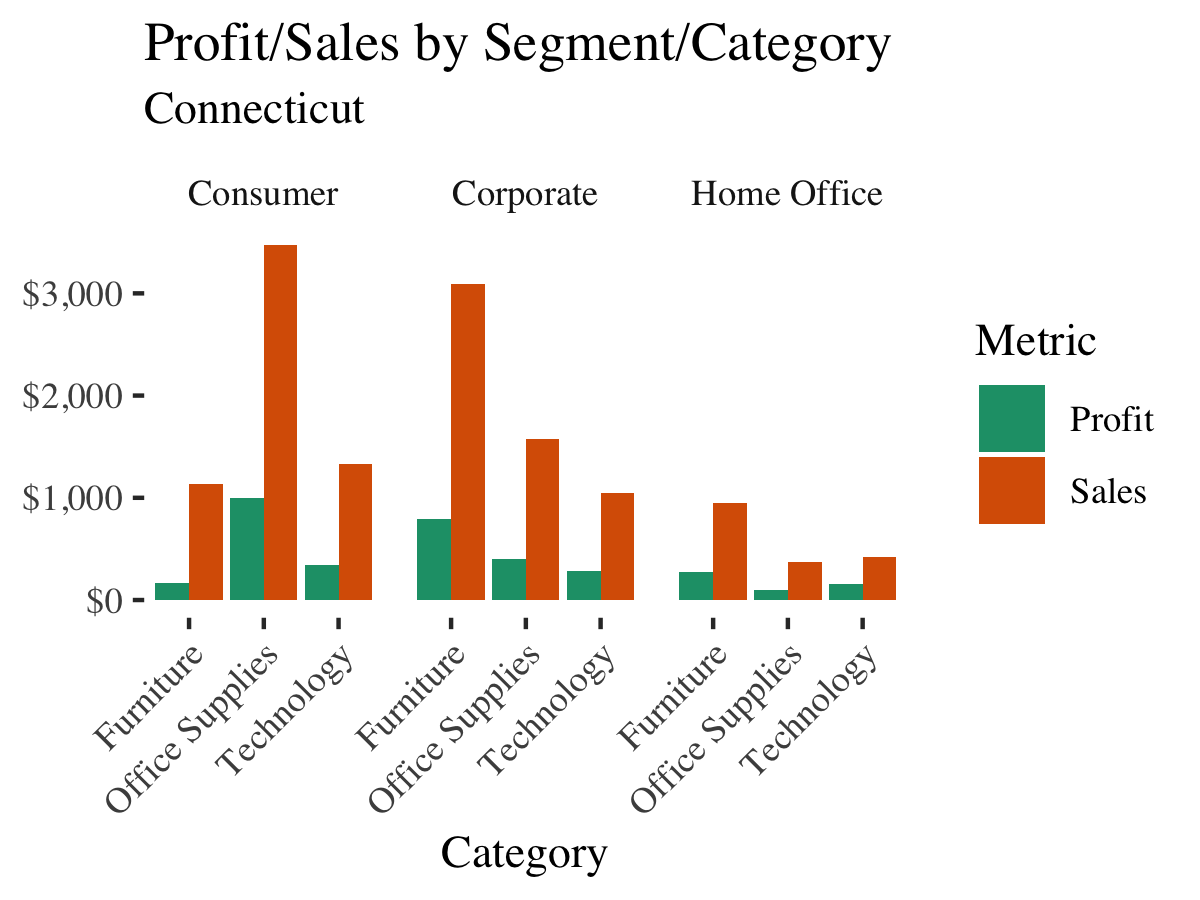 Profit/Sales by Segment/Category
Connecticut
Consumer Corporate Home Office
$3,000
$2,000
$1,000
$0
Furniture Office Supplies Technology Furniture Office Supplies Technology Furniture Office Supplies Technology
Category
Metric
Profit
Sales